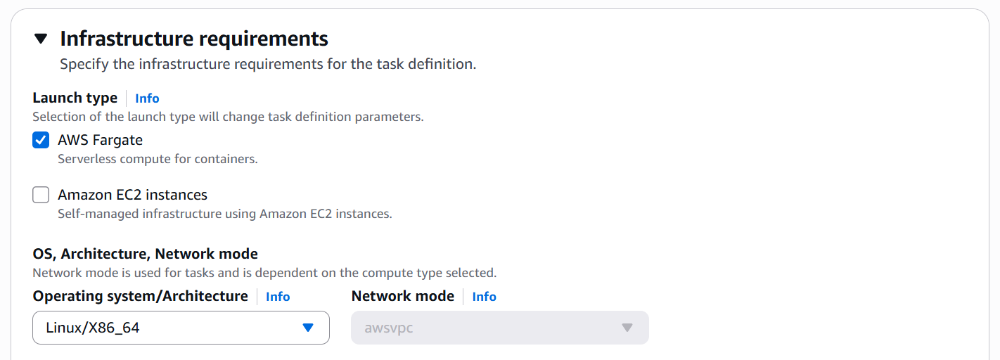 Infrastructure requirements
Specify the infrastructure requirements for the task definition.
Launch type Info
Selection of the launch type will change task definition parameters.
AWS Fargate
Serverless compute for containers.
Amazon EC2 instances
Self-managed infrastructure using Amazon EC2 instances.
OS, Architecture, Network mode
Network mode is used for tasks and is dependent on the compute type selected.
Operating system/Architecture Info Network mode Info
Linux/X86_64 awsvpc